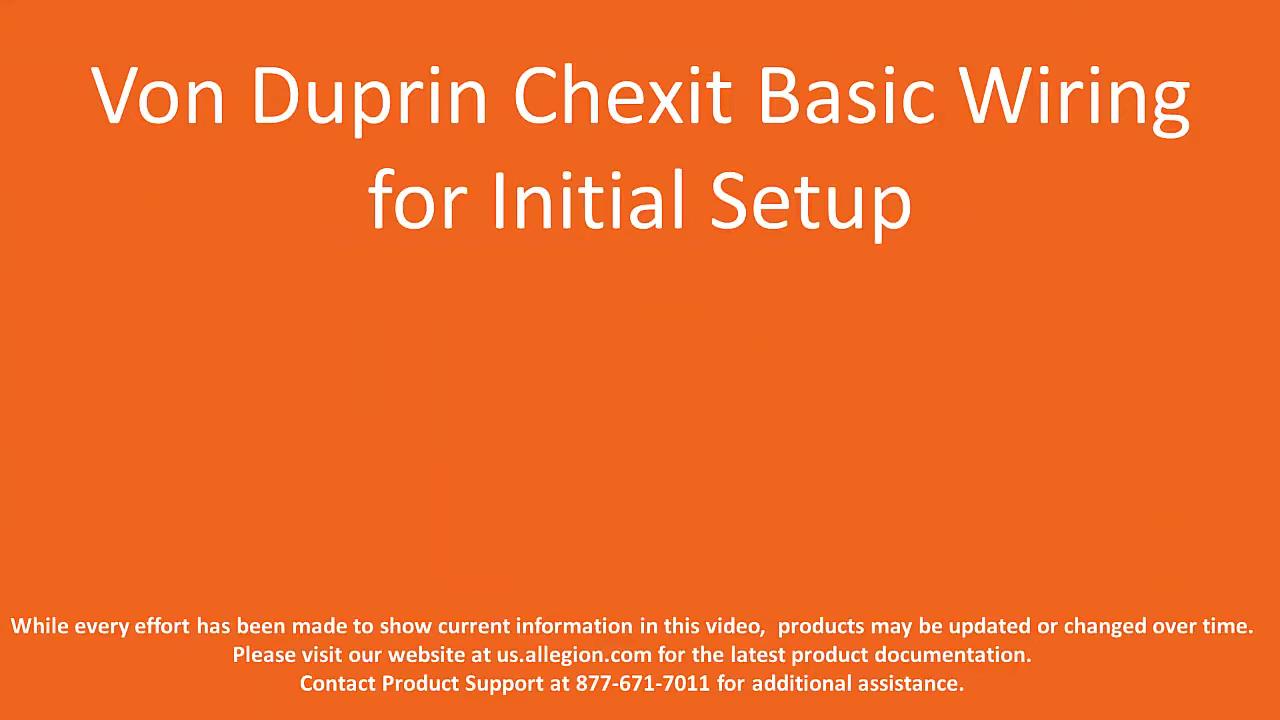 Von Duprin Chexit Basic Wiring
for Initial Setup
While every effort has been made to show current information in this video,  products may be updated or changed over time.
Please visit our website at us.allegion.com for the latest product documentation.
Contact Product Support at 877-671-7011 for additional assistance.